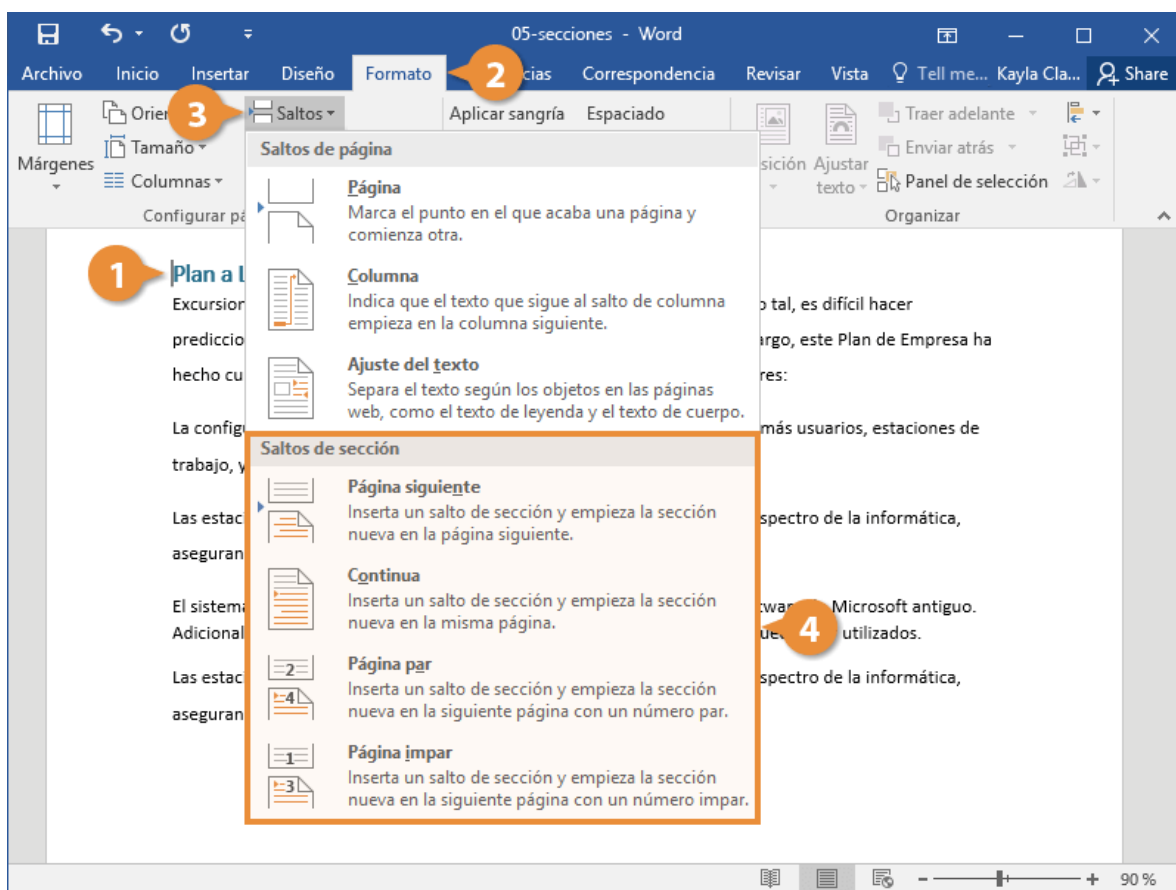 05-secciones - Word
Archivo Inicio Insertar Diseño Formato cias Correspondencia Revisar Vista Tell me... Kayla Cla... Share
2
3
Márgenes
Orien
Tamaño
Columnas
Configurar pá
Saltos
Aplicar sangría Espaciado
sición
Ajustar
texto
Traer adelante
Enviar atrás
Panel de selección
Organizar
Saltos de página
Página
Marca el punto en el que acaba una página y
comienza otra.
Columna
Indica que el texto que sigue al salto de columna
empieza en la columna siguiente.
Ajuste del texto
Separa el texto según los objetos en las páginas
web, como el texto de leyenda y el texto de cuerpo.
Saltos de sección
Página siguiente
Inserta un salto de sección y empieza la sección
nueva en la página siguiente.
Continua
Inserta un salto de sección y empieza la sección
nueva en la misma página.
Página par
Inserta un salto de sección y empieza la sección
nueva en la siguiente página con un número par.
Página impar
Inserta un salto de sección y empieza la sección
nueva en la siguiente página con un número impar.
2
4
1
3
4
1
Plan a L
Excursion o tal, es difícil hacer
prediccio argo, este Plan de Empresa ha
hecho cu res:
La config más usuarios, estaciones de
trabajo, y
Las estac spectro de la informática,
aseguran
El sistema twar Microsoft antiguo.
Adicional ued utilizados.
Las estac spectro de la informática,
aseguran
90 %